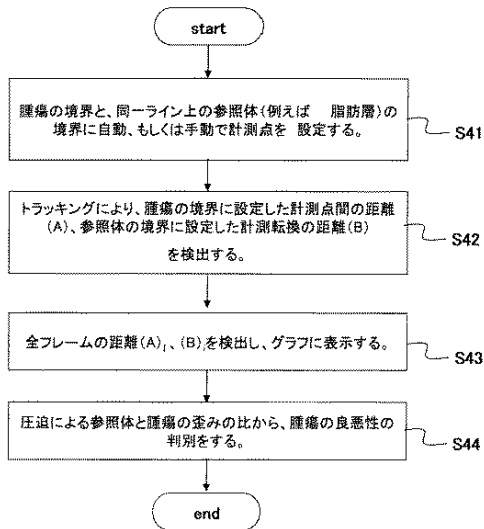 start
腫瘍の境界と、同一ライン上の参照体(例えば　脂肪層)の
境界に自動、もしくは手動で計測点を 設定する。
S41
トラッキングにより、腫瘍の境界に設定した計測点間の距離
(A)、参照体の境界に設定した計測転換の距離(B)
を検出する。
S42
全フレームの距離(A)i、(B)iを検出し、グラフに表示する。
S43
圧迫による参照体と腫瘍の歪みの比から、腫瘍の良悪性の
判別をする。
S44
end